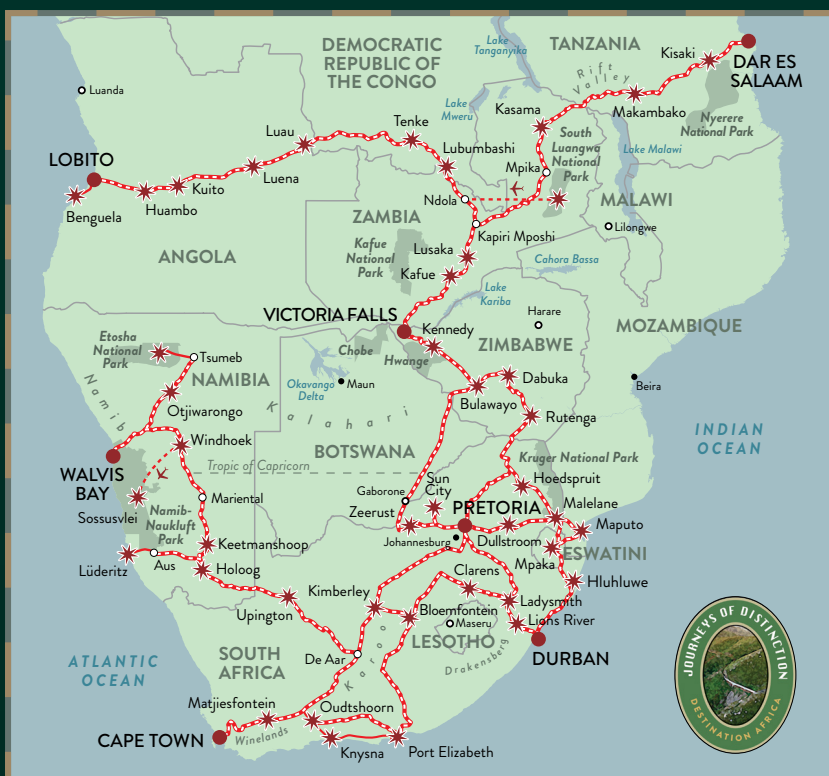 DEMOCRATIC
REPUBLIC OF
THE CONGO
Lake
Tanganyika
TANZANIA
Kisaki
DAR ES
SALAAM
Rift
Valley
Luanda
Lake
Mweru
Kasama
Makambako
Nyerere
National Park
Luau
Tenke
Lubumbashi
South
Luangwa
National
Park
Lake Malawi
LOBITO
Luena
Kuito
Huambo
Benguela
Mpika
Ndola
MALAWI
Lilongwe
ZAMBIA
Kapiri Mposhi
ANGOLA
Kafue
National
Park
Lusaka
Kafue
Cahora Bassa
Lake
Kariba
VICTORIA FALLS
Kennedy
Harare
ZIMBABWE
MOZAMBIQUE
Etosha
National
Park
Tsumeb
Chobe
Hwange
NAMIBIA
Okavango
Delta
Maun
Dabuka
Beira
Namib
Otjiwarongo
Kalahari
Bulawayo
Rutenga
Windhoek
BOTSWANA
INDIAN
OCEAN
WALVIS
BAY
Tropic of Capricorn
Kruger National Park
Sun
City
Hoedspruit
Mariental
Gaborone
Zeerust
PRETORIA
Malelane
Sossusvlei
Namib-
Naukluft
Park
Maputo
Johannesburg
Dullstroom
Keetmanshoop
Mpaka
ESWATINI
Lüderitz
Aus
Holoog
Clarens
Hluhluwe
Kimberley
Upington
Ladysmith
Bloemfontein
Maseru
Lions River
LESOTHO
DURBAN
Drakensberg
ATLANTIC
OCEAN
SOUTH
AFRICA
De Aar
Karoo
Matjiesfontein
Oudtshoorn
CAPE TOWN
Winelands
Knysna
Port Elizabeth
JOURNEYS OF DISTINCTION
DESTINATION AFRICA